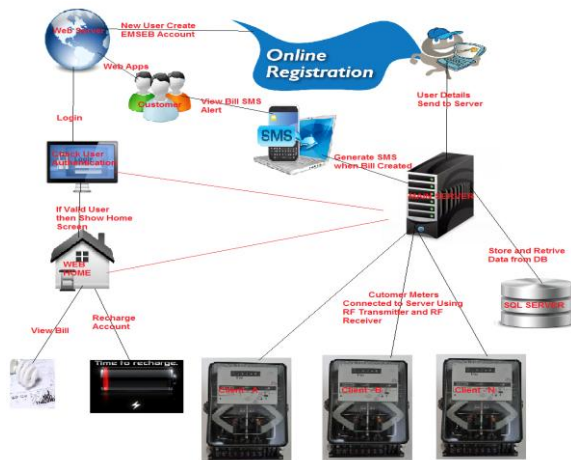 New User Create
EMSEB Account
Web Server
Online
Registration
Web Apps
Customer
View Bill SMS
Alert
User Details
Send to Server
SMS
Login
Generate SMS
when Bill Created
Authentication
MAIN SERVER
If Valid User
then Show Home
Screen
WEB
HOME
Store and Retrive
Data from DB
SQL SERVER
Cutomer Meters
Connected to Server Using
RF Transmitter and RF
Receiver
View Bill
Recharge
Account
Time to recharge.
Client - A
Client - B
Client - N